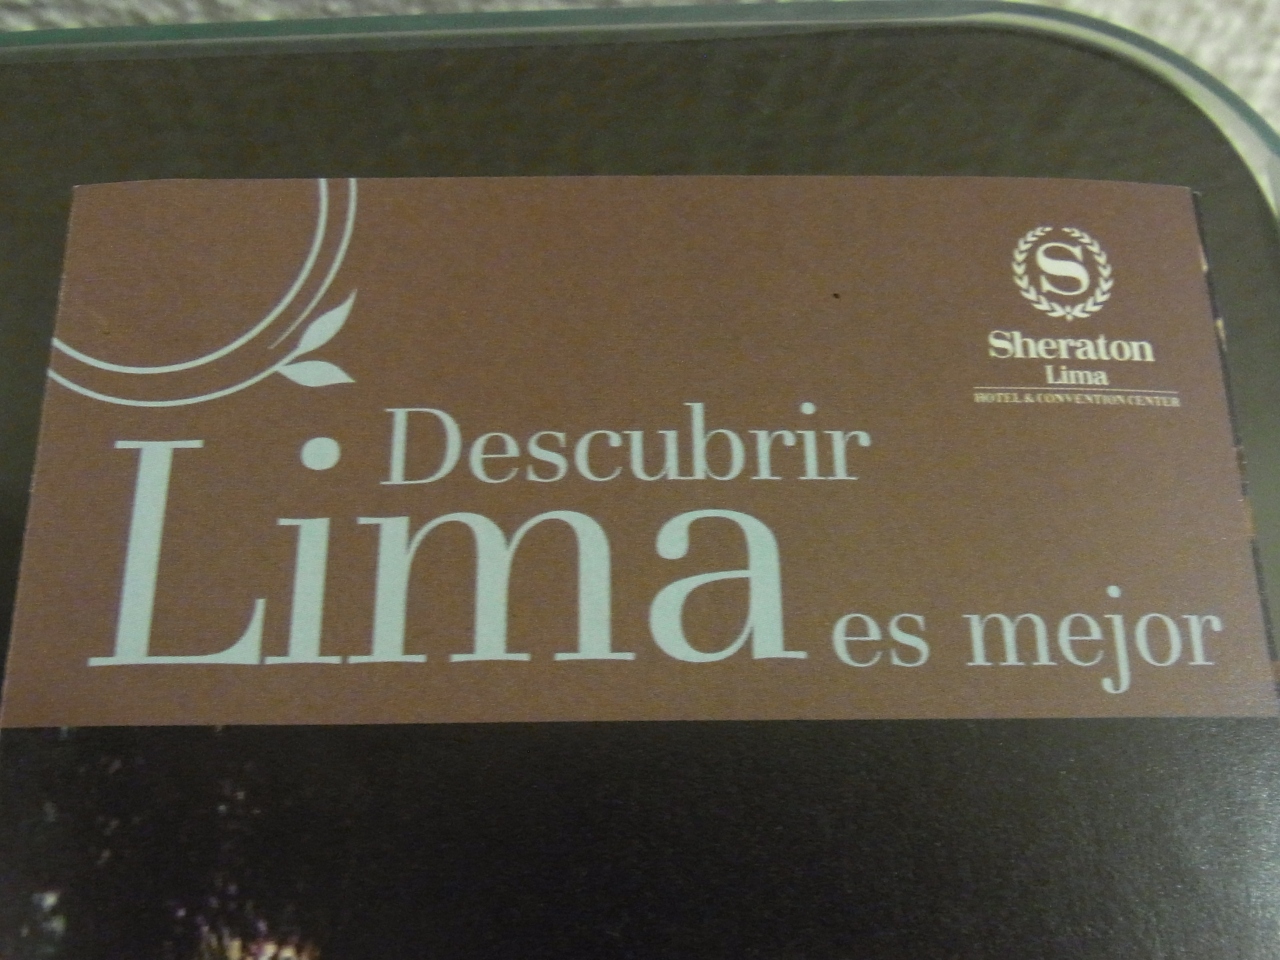 S
Sheraton
Lima
HOTEL & CONVENTION CENTER
Descubrir
Lima es mejor